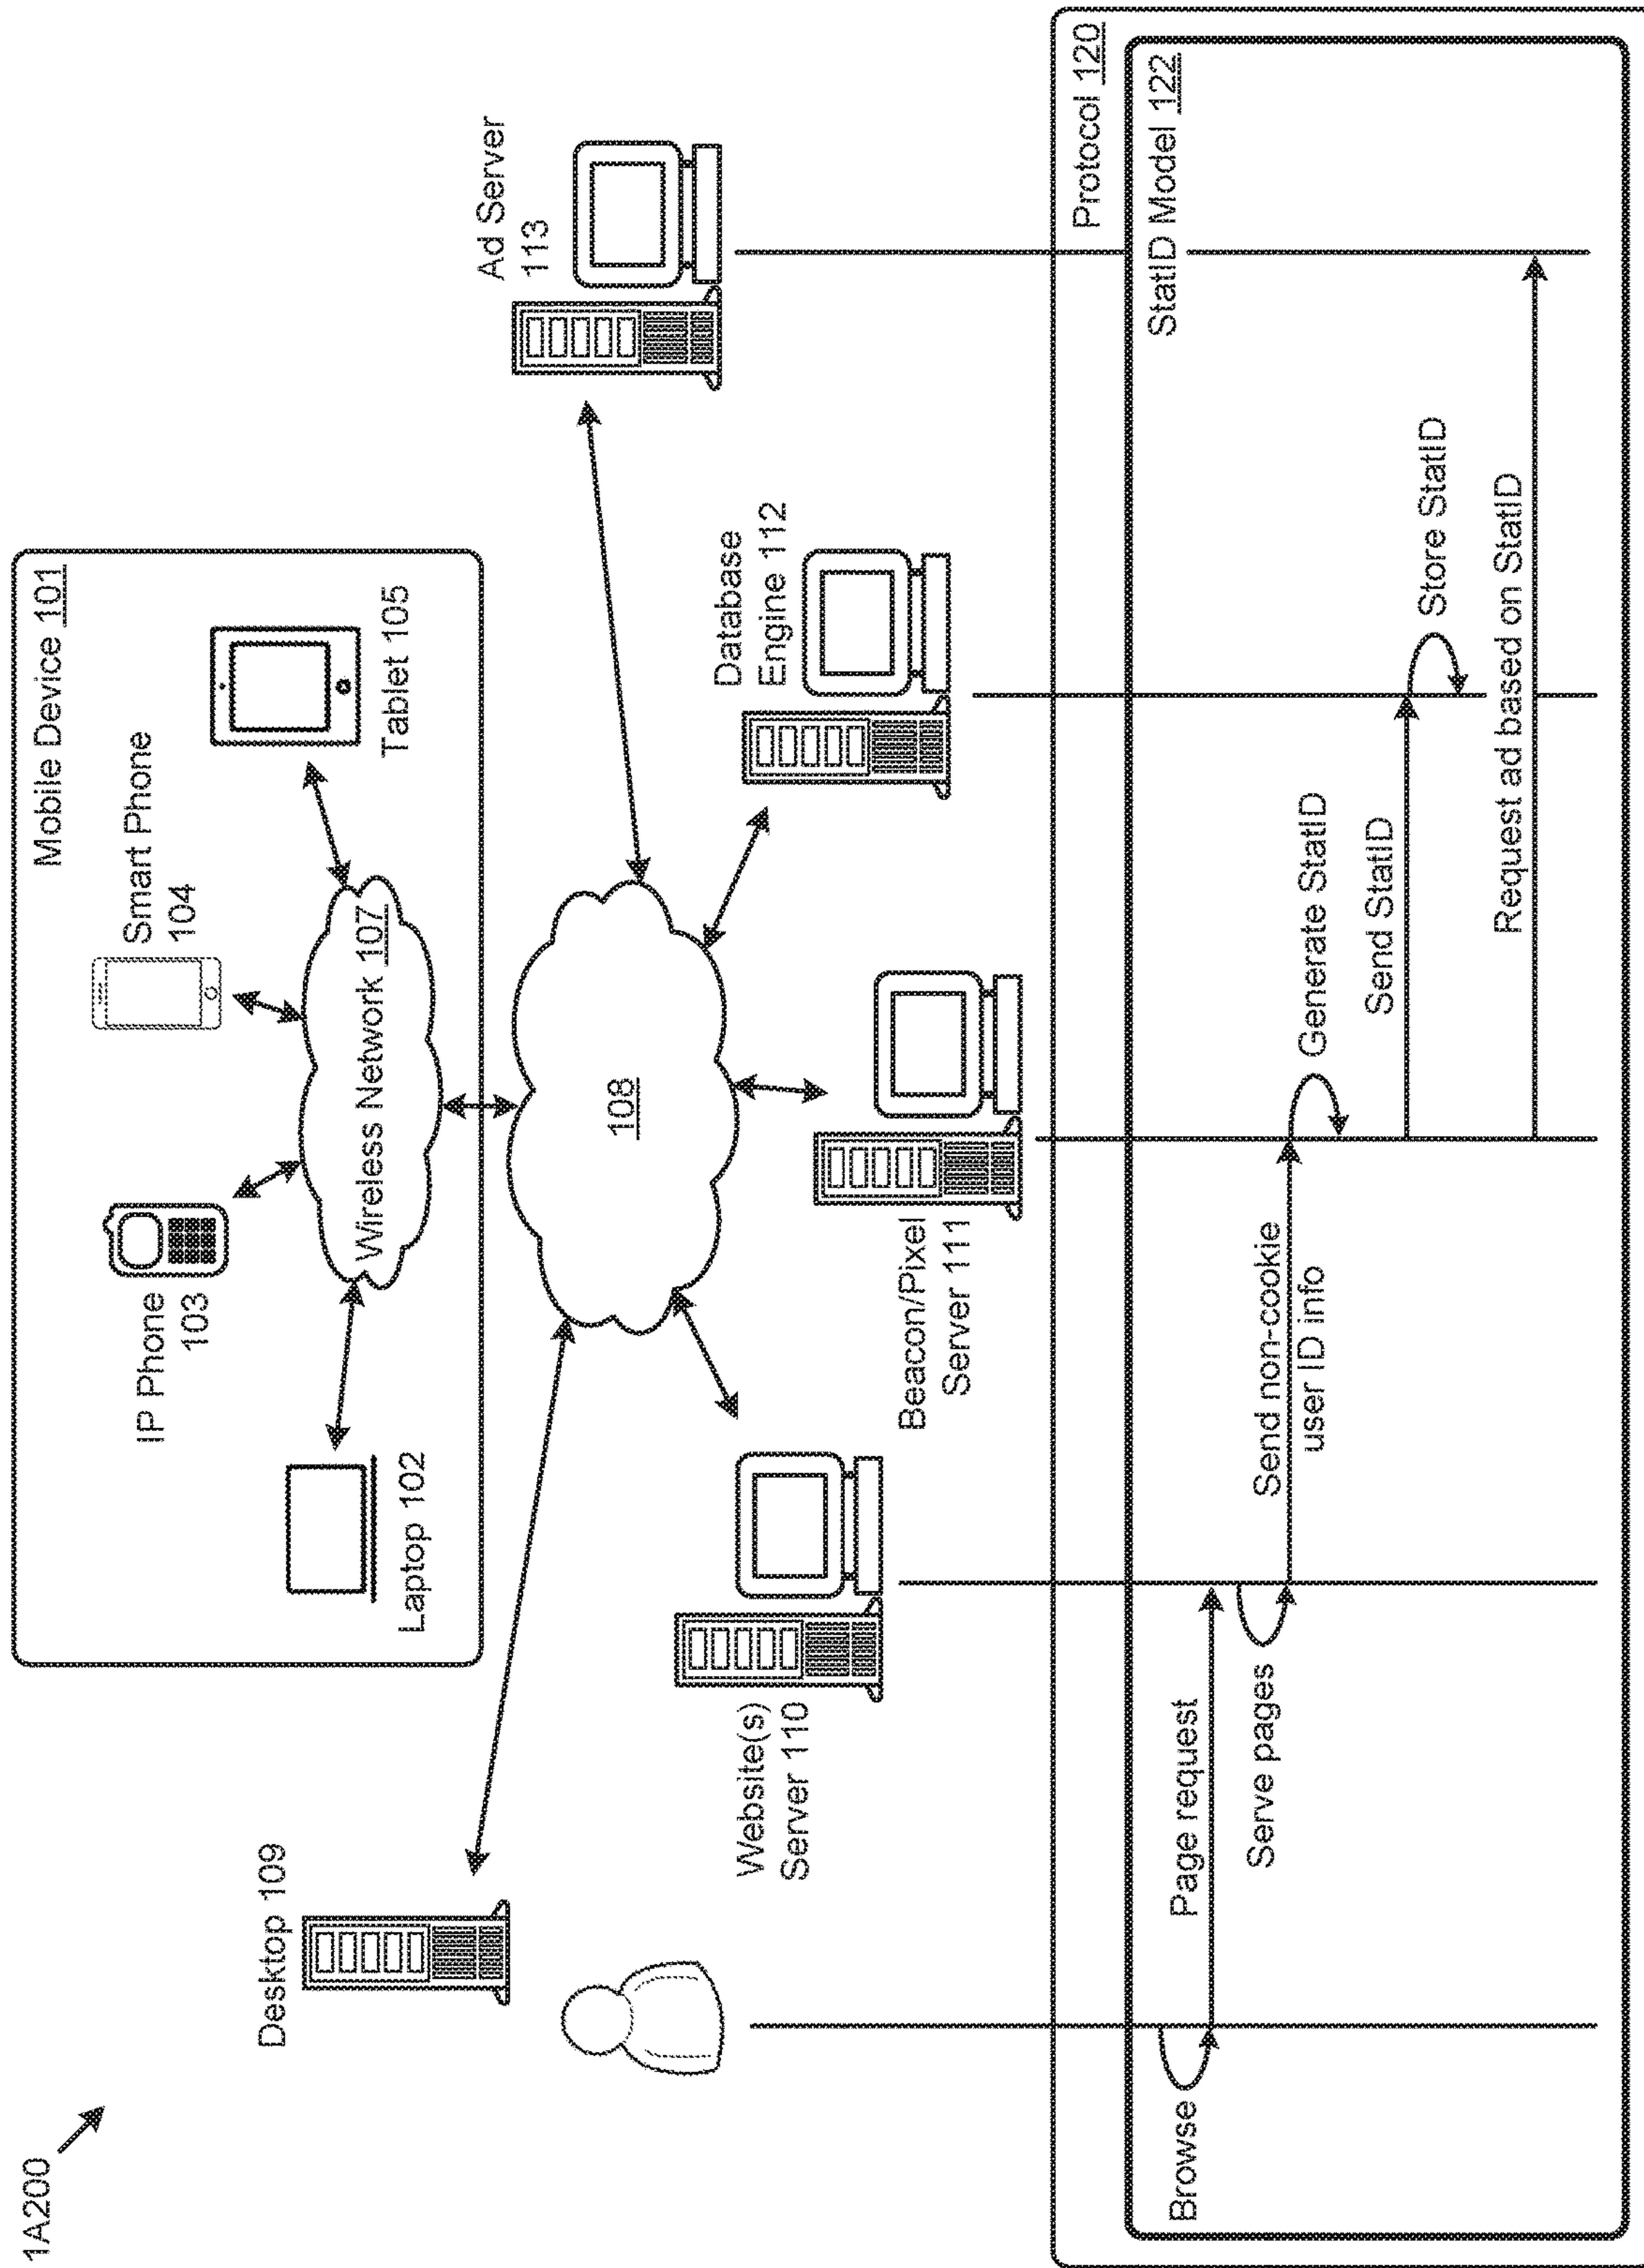 1A200
Mobile Device 101
IP Phone
103
Smart Phone
104
Laptop 102
Wireless Network 107
Tablet 105
Desktop 109
108
Website(s)
Server 110
Beacon/Pixel
Server 111
Database
Engine 112
Ad Server
113
Protocol 120
StatID Model 122
Browse
Page request
Serve pages
Send non-cookie
user ID info
Generate StatID
Send StatID
Store StatID
Request ad based on StatID